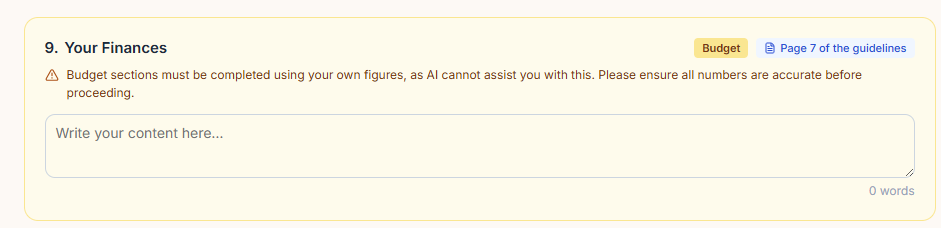 9. Your Finances
Budget
Page 7 of the guidelines
Budget sections must be completed using your own figures, as AI cannot assist you with this. Please ensure all numbers are accurate before
proceeding.
Write your content here...
0 words